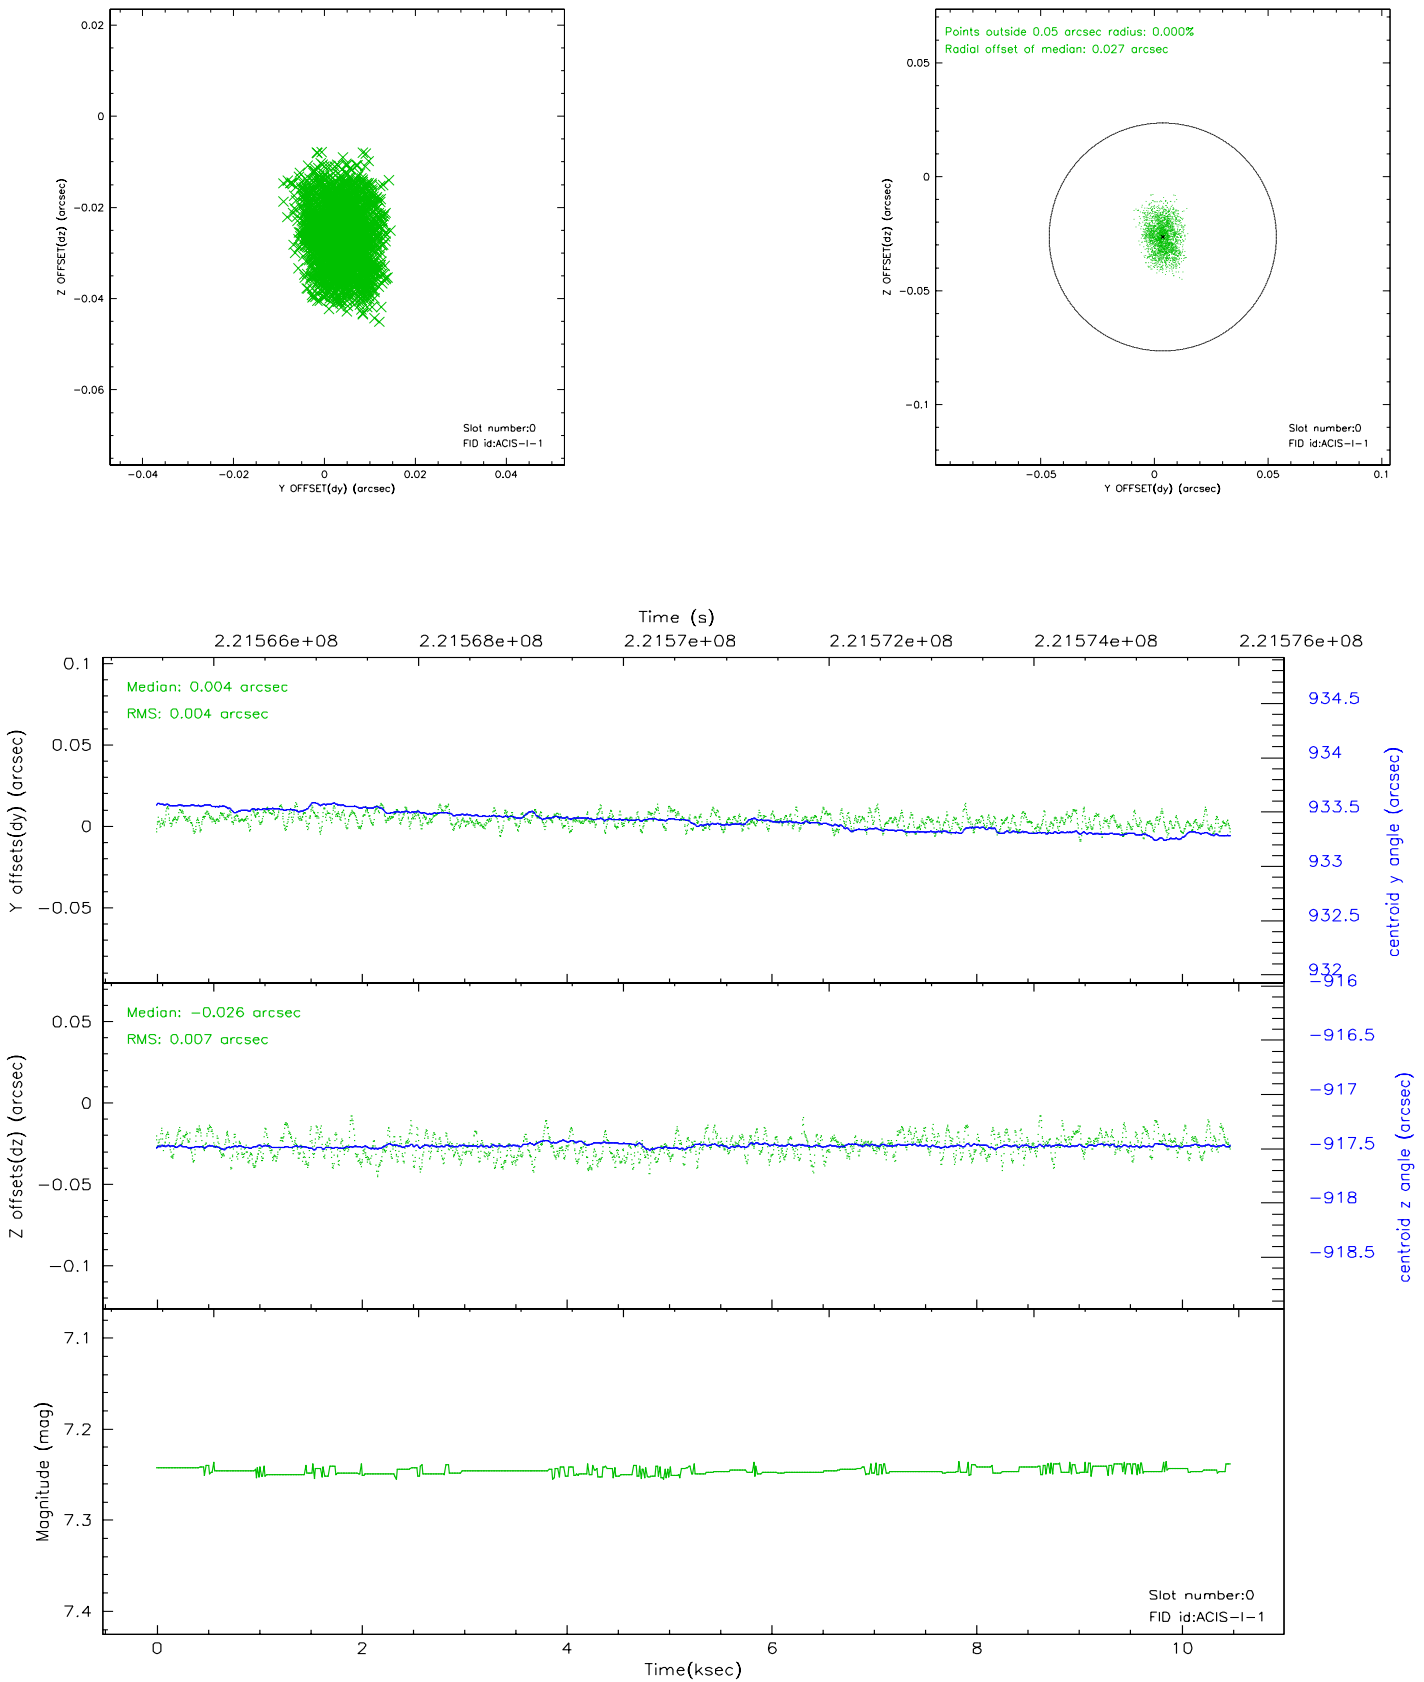 0.02
0
−0.02
−0.04
−0.06
Z OFFSET(dz) (arcsec)
Slot number:0
FID id:ACIS−I−1
−0.04 −0.02 0 0.02 0.04
Y OFFSET(dy) (arcsec)
Points outside 0.05 arcsec radius: 0.000%
Radial offset of median: 0.027 arcsec
0.05
0
−0.05
−0.1
Z OFFSET(dz) (arcsec)
Slot number:0
FID id:ACIS−I−1
−0.05 0 0.05 0.1
Y OFFSET(dy) (arcsec)
Time (s)
2.21566e+08 2.21568e+08 2.2157e+08 2.21572e+08 2.21574e+08 2.21576e+08
Median: 0.004 arcsec
RMS: 0.004 arcsec
0.1
0.05
0
−0.05
Y offsets(dy) (arcsec)
934.5
934
933.5
933
932.5
932
centroid y angle (arcsec)
Median: −0.026 arcsec
RMS: 0.007 arcsec
0.05
0
−0.05
−0.1
Z offsets(dz) (arcsec)
−916
−916.5
−917
−917.5
−918
−918.5
centroid z angle (arcsec)
7.1
7.2
7.3
7.4
Magnitude (mag)
Slot number:0
FID id:ACIS−I−1
0 2 4 6 8 10
Time(ksec)